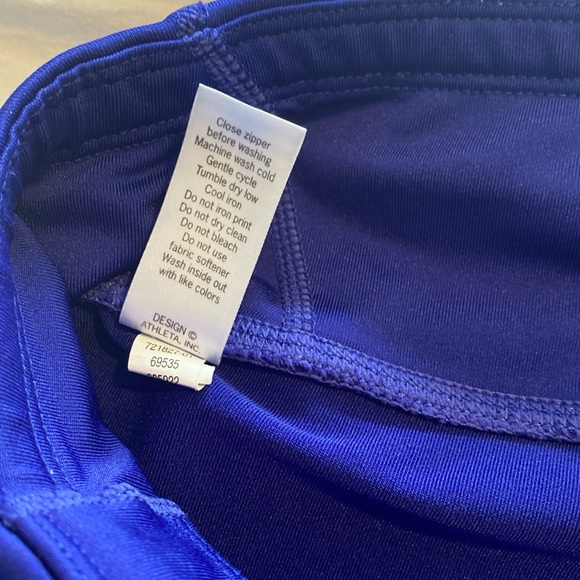 Close zipper
before washing
Machine wash cold
Gentle cycle
Tumble dry low
Cool iron
Do not iron print
Do not dry clean
Do not bleach
Do not use
fabric softener
Wash inside out
with like colors
DESIGN ©
ATHLETA, INC.
69535